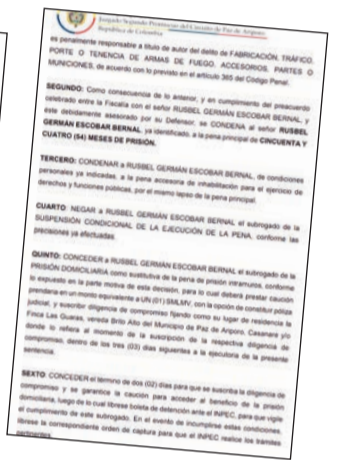 Juzgado Segundo Promiscuo del Circuito de Paz de Ariporo
República de Colombia
es penalmente responsable a título de autor del delito de FABRICACIÓN, TRÁFICO,
PORTE O TENENCIA DE ARMAS DE FUEGO, ACCESORIOS, PARTES O
MUNICIONES, de acuerdo con lo previsto en el artículo 365 del Código Penal.
SEGUNDO: Como consecuencia de lo anterior, y en cumplimiento del preacuerdo
celebrado entre la Fiscalía con el señor RUSBEL GERMÁN ESCOBAR BERNAL, y
éste debidamente asesorado por su Defensor, se CONDENA al señor RUSBEL
GERMÁN ESCOBAR BERNAL, ya identificado, a la pena principal de CINCUENTA Y
CUATRO (54) MESES DE PRISIÓN.
TERCERO: CONDENAR a RUSBEL GERMÁN ESCOBAR BERNAL, de condiciones
personales ya indicadas, a la pena accesoria de inhabilitación para el ejercicio de
derechos y funciones públicas, por el mismo lapso de la pena principal.
CUARTO: NEGAR a RUSBEL GERMÁN ESCOBAR BERNAL el subrogado de la
SUSPENSIÓN CONDICIONAL DE LA EJECUCIÓN DE LA PENA, conforme las
precisiones ya efectuadas.
QUINTO: CONCEDER a RUSBEL GERMÁN ESCOBAR BERNAL el subrogado de la
PRISIÓN DOMICILIARIA como sustitutiva de la pena de prisión intramuros, conforme
lo expuesto en la parte motiva de esta decisión, para lo cual deberá prestar caución
prendaria en un monto equivalente a UN (01) SMLMV, con la opción de constituir póliza
judicial, y suscribir diligencia de compromiso fijando como su lugar de residencia la
Finca Las Guaras, vereda Brito Alto del Municipio de Paz de Ariporo, Casanare y/o
donde lo refiera al momento de la suscripción de la respectiva diligencia de
compromiso, dentro de los tres (03) días siguientes a la ejecutoria de la presente
sentencia.
SEXTO: CONCEDER el término de dos (02) días para que se suscriba la diligencia de
compromiso y se garantice la caución para acceder al beneficio de la prisión
domiciliaria, luego de lo cual líbrese boleta de detención ante el INPEC, para que vigile
el cumplimiento de este subrogado. En el evento de incumplirse estas condiciones,
líbrese la correspondiente orden de captura para que el INPEC realice los trámites
pertinentes.